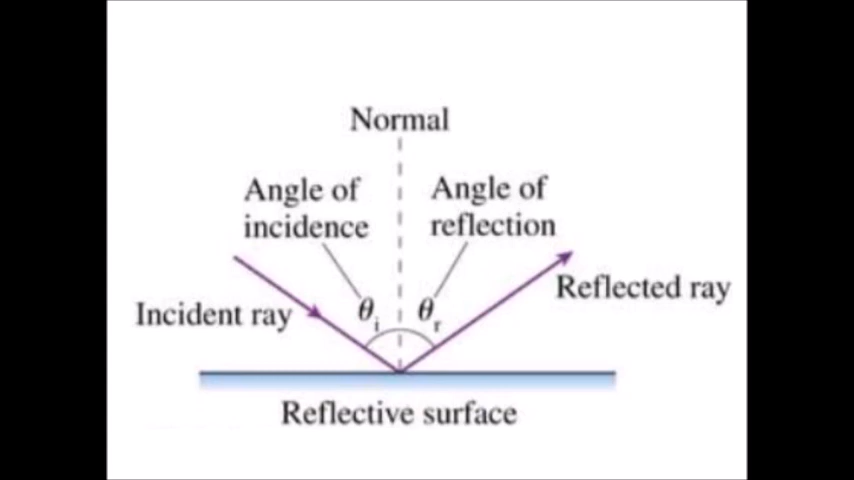 Normal
Angle of
incidence
Angle of
reflection
Incident ray
θi
θr
Reflected ray
Reflective surface